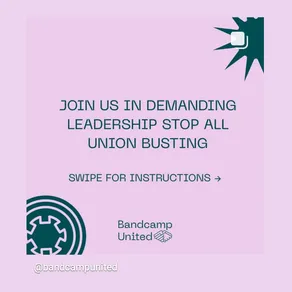 JOIN US IN DEMANDING
LEADERSHIP STOP ALL
UNION BUSTING
SWIPE FOR INSTRUCTIONS →
Bandcamp
United
@bandcampunited